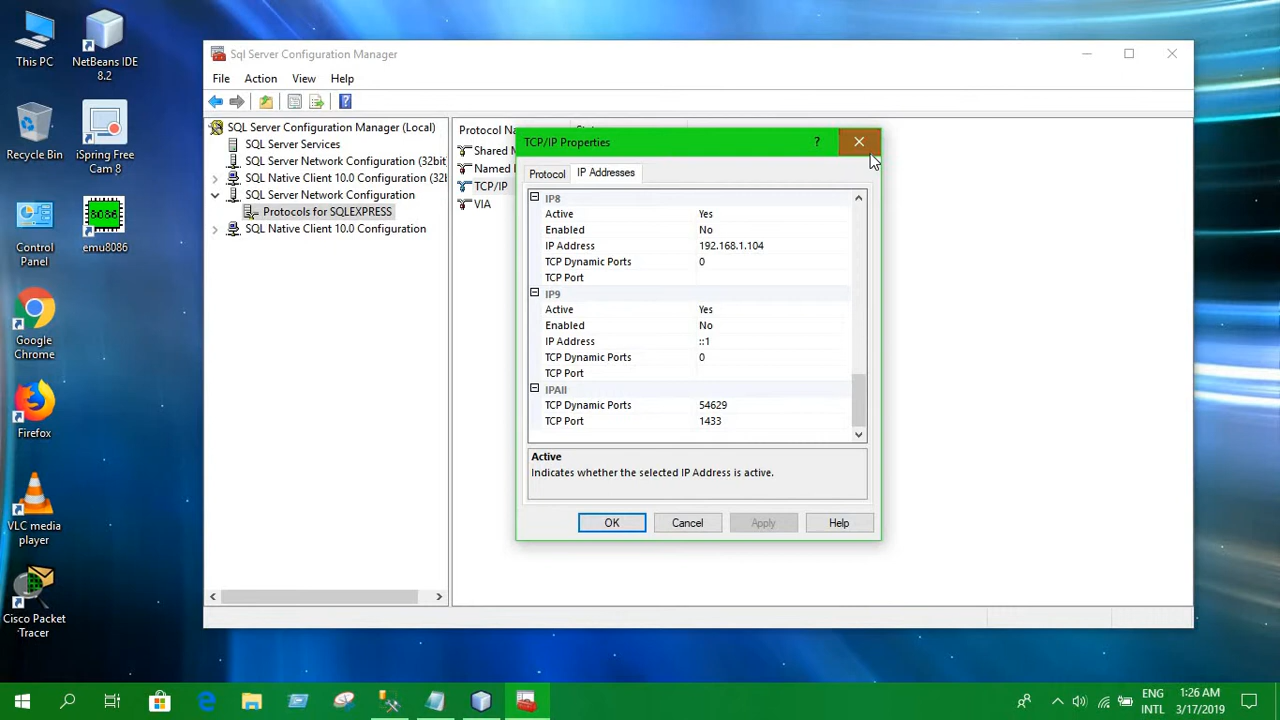 This PC
NetBeans IDE
8.2
Recycle Bin
iSpring Free
Cam 8
Control
Panel
8086
emu8086
Google
Chrome
Firefox
VLC media
player
Cisco Packet
Tracer
Sql Server Configuration Manager
File Action View Help
SQL Server Configuration Manager (Local)
SQL Server Services
SQL Server Network Configuration (32bit
SQL Native Client 10.0 Configuration (32b
SQL Server Network Configuration
Protocols for SQLEXPRESS
SQL Native Client 10.0 Configuration
Protocol Na
Shared M
Named
TCP/IP
VIA
TCP/IP Properties
Protocol IP Addresses
IP8
Active Yes
Enabled No
IP Address 192.168.1.104
TCP Dynamic Ports 0
TCP Port
IP9
Active Yes
Enabled No
IP Address ::1
TCP Dynamic Ports 0
TCP Port
IPAll
TCP Dynamic Ports 54629
TCP Port 1433
Active
Indicates whether the selected IP Address is active.
OK Cancel Apply Help
ENG
INTL
1:26 AM
3/17/2019